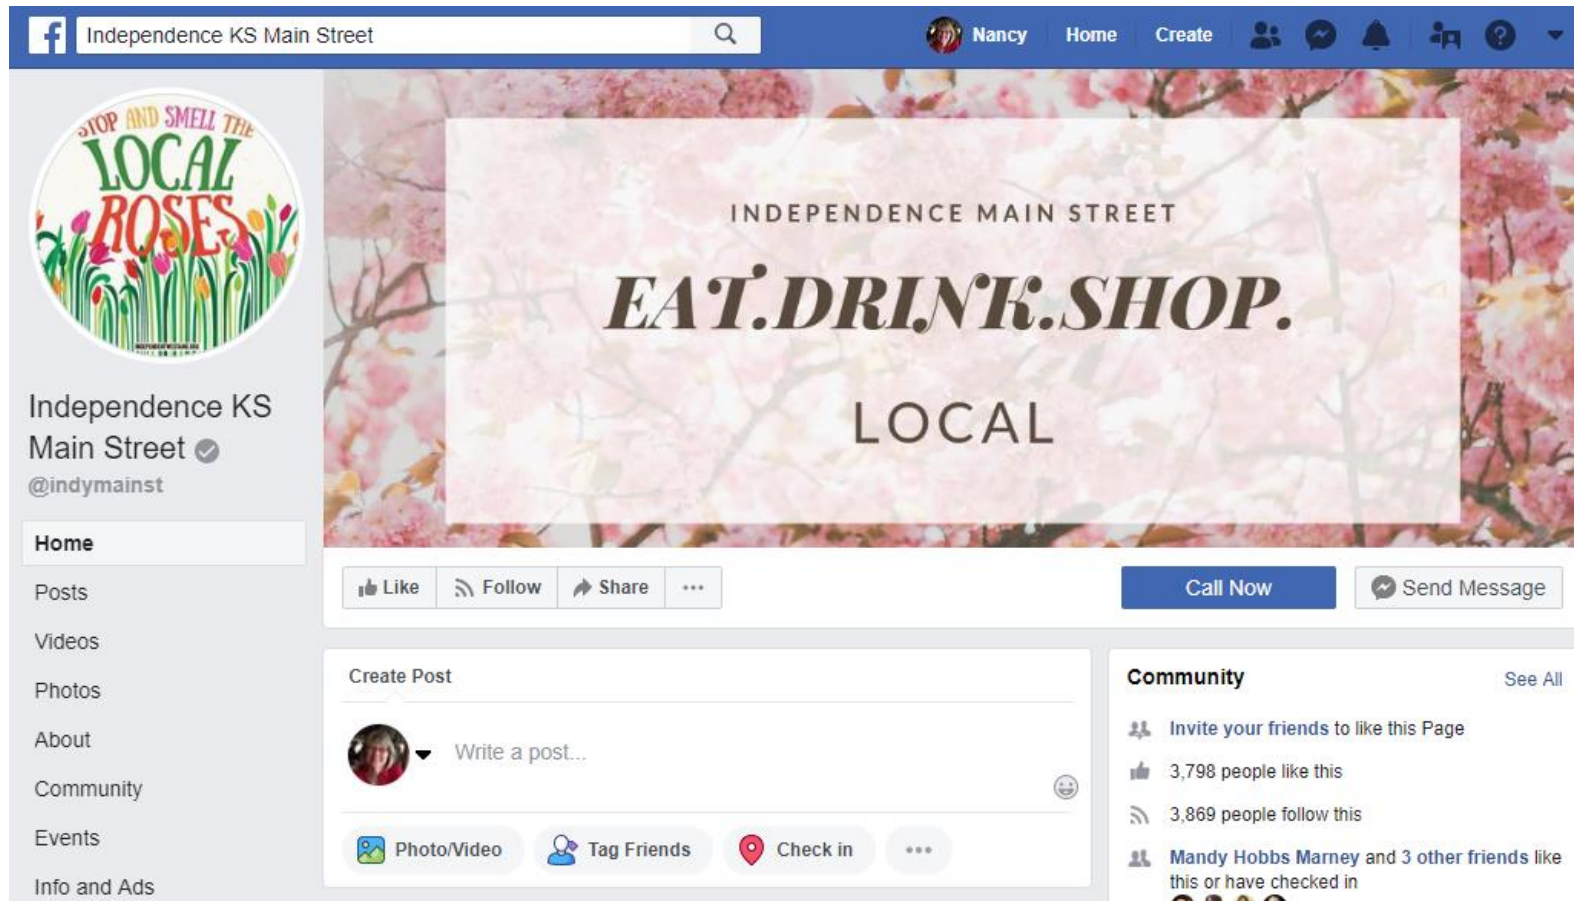 Independence KS Main Street
Nancy
Home
Create
STOP AND SMELL THE
LOCAL
ROSES
INDEPENDENCE MAIN STREET
EAT.DRINK.SHOP.
LOCAL
Independence KS
Main Street
@indymainst
Home
Posts
Videos
Photos
About
Community
Events
Info and Ads
Like
Follow
Share
Call Now
Send Message
Create Post
Write a post...
Photo/Video
Tag Friends
Check in
Community
See All
Invite your friends to like this Page
3,798 people like this
3,869 people follow this
Mandy Hobbs Marney and 3 other friends like
this or have checked in